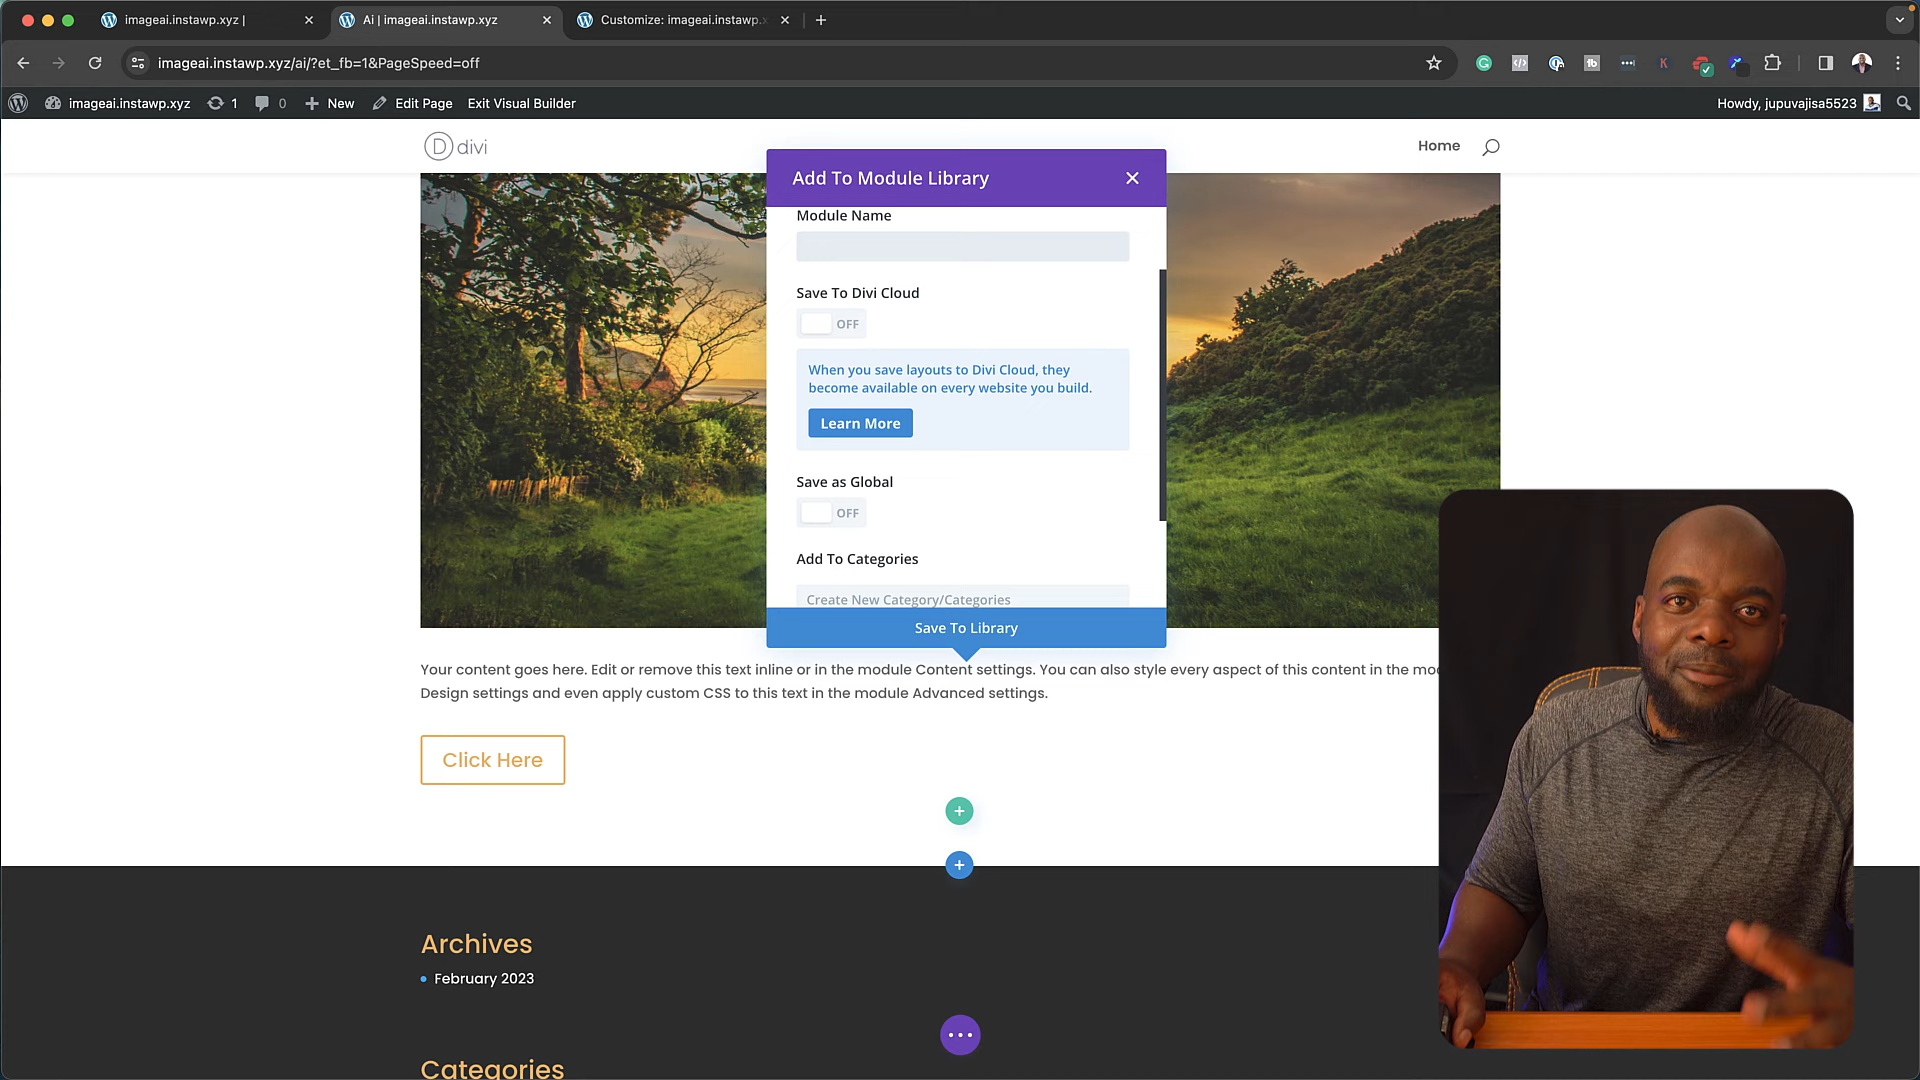 imageai.instawp.xyz |
Ai | imageai.instawp.xyz
Customize: imageai.instawp.x
imageai.instawp.xyz/ai/?et_fb=1&PageSpeed=off
imageai.instawp.xyz
1
0
New
Edit Page
Exit Visual Builder
Howdy, jupuvajisa5523
D divi
Home
Add To Module Library
Module Name
Save To Divi Cloud
OFF
When you save layouts to Divi Cloud, they
become available on every website you build.
Learn More
Save as Global
OFF
Add To Categories
Create New Category/Categories
Save To Library
Your content goes here. Edit or remove this text inline or in the module Content settings. You can also style every aspect of this content in the mo
Design settings and even apply custom CSS to this text in the module Advanced settings.
Click Here
Archives
February 2023
Categories